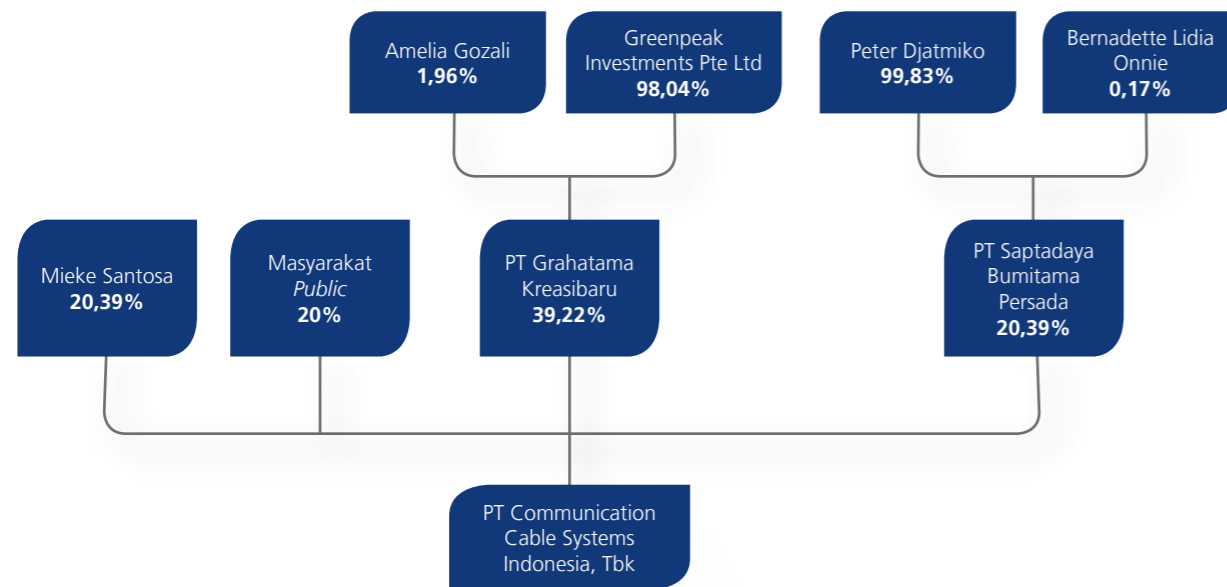 Amelia Gozali
1,96%
Greenpeak
Investments Pte Ltd
98,04%
Peter Djatmiko
99,83%
Bernadette Lidia
Onnie
0,17%
Mieke Santosa
20,39%
Masyarakat
Public
20%
PT Grahatama
Kreasibaru
39,22%
PT Saptadaya
Bumitama
Persada
20,39%
PT Communication
Cable Systems
Indonesia, Tbk